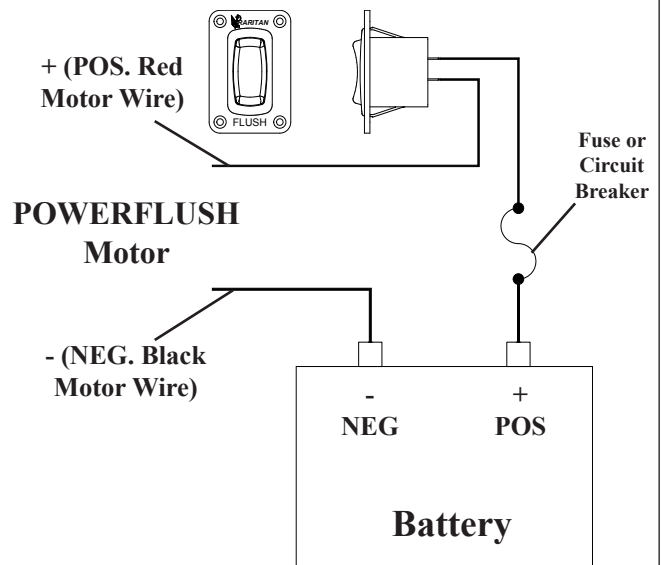 RARITAN
FLUSH
+ (POS. Red
Motor Wire)
Fuse or
Circuit
Breaker
POWERFLUSH
Motor
- (NEG. Black
Motor Wire)
-
NEG
+
POS
Battery